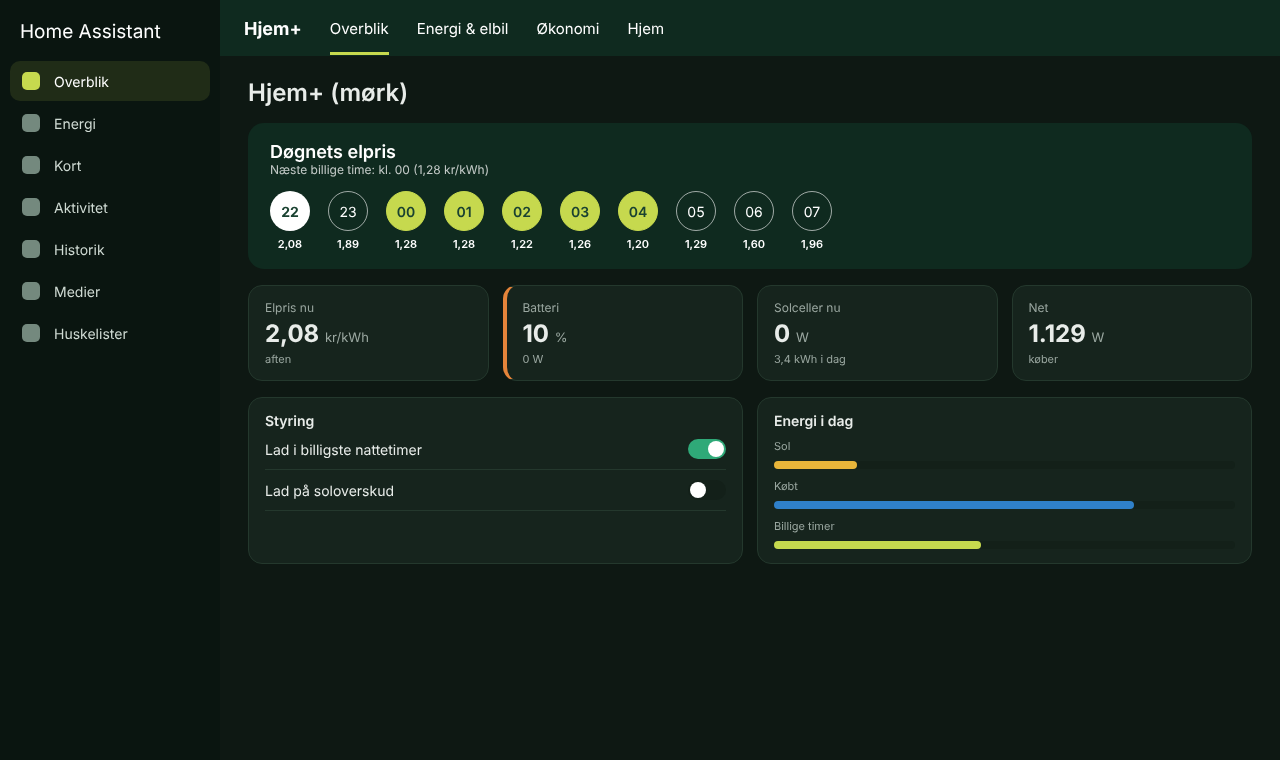 Home Assistant
Overblik
Energi
Kort
Aktivitet
Historik
Medier
Huskelister
Hjem+ Overblik Energi & elbil Økonomi Hjem
Hjem+ (mørk)
Døgnets elpris
Næste billige time: kl. 00 (1,28 kr/kWh)
22 23 00 01 02 03 04 05 06 07
2,08 1,89 1,28 1,28 1,22 1,26 1,20 1,29 1,60 1,96
Elpris nu
2,08 kr/kWh
aften
Batteri
10 %
0 W
Solceller nu
0 W
3,4 kWh i dag
Net
1.129 W
køber
Styring
Lad i billigste nattetimer
Lad på soloverskud
Energi i dag
Sol
Købt
Billige timer